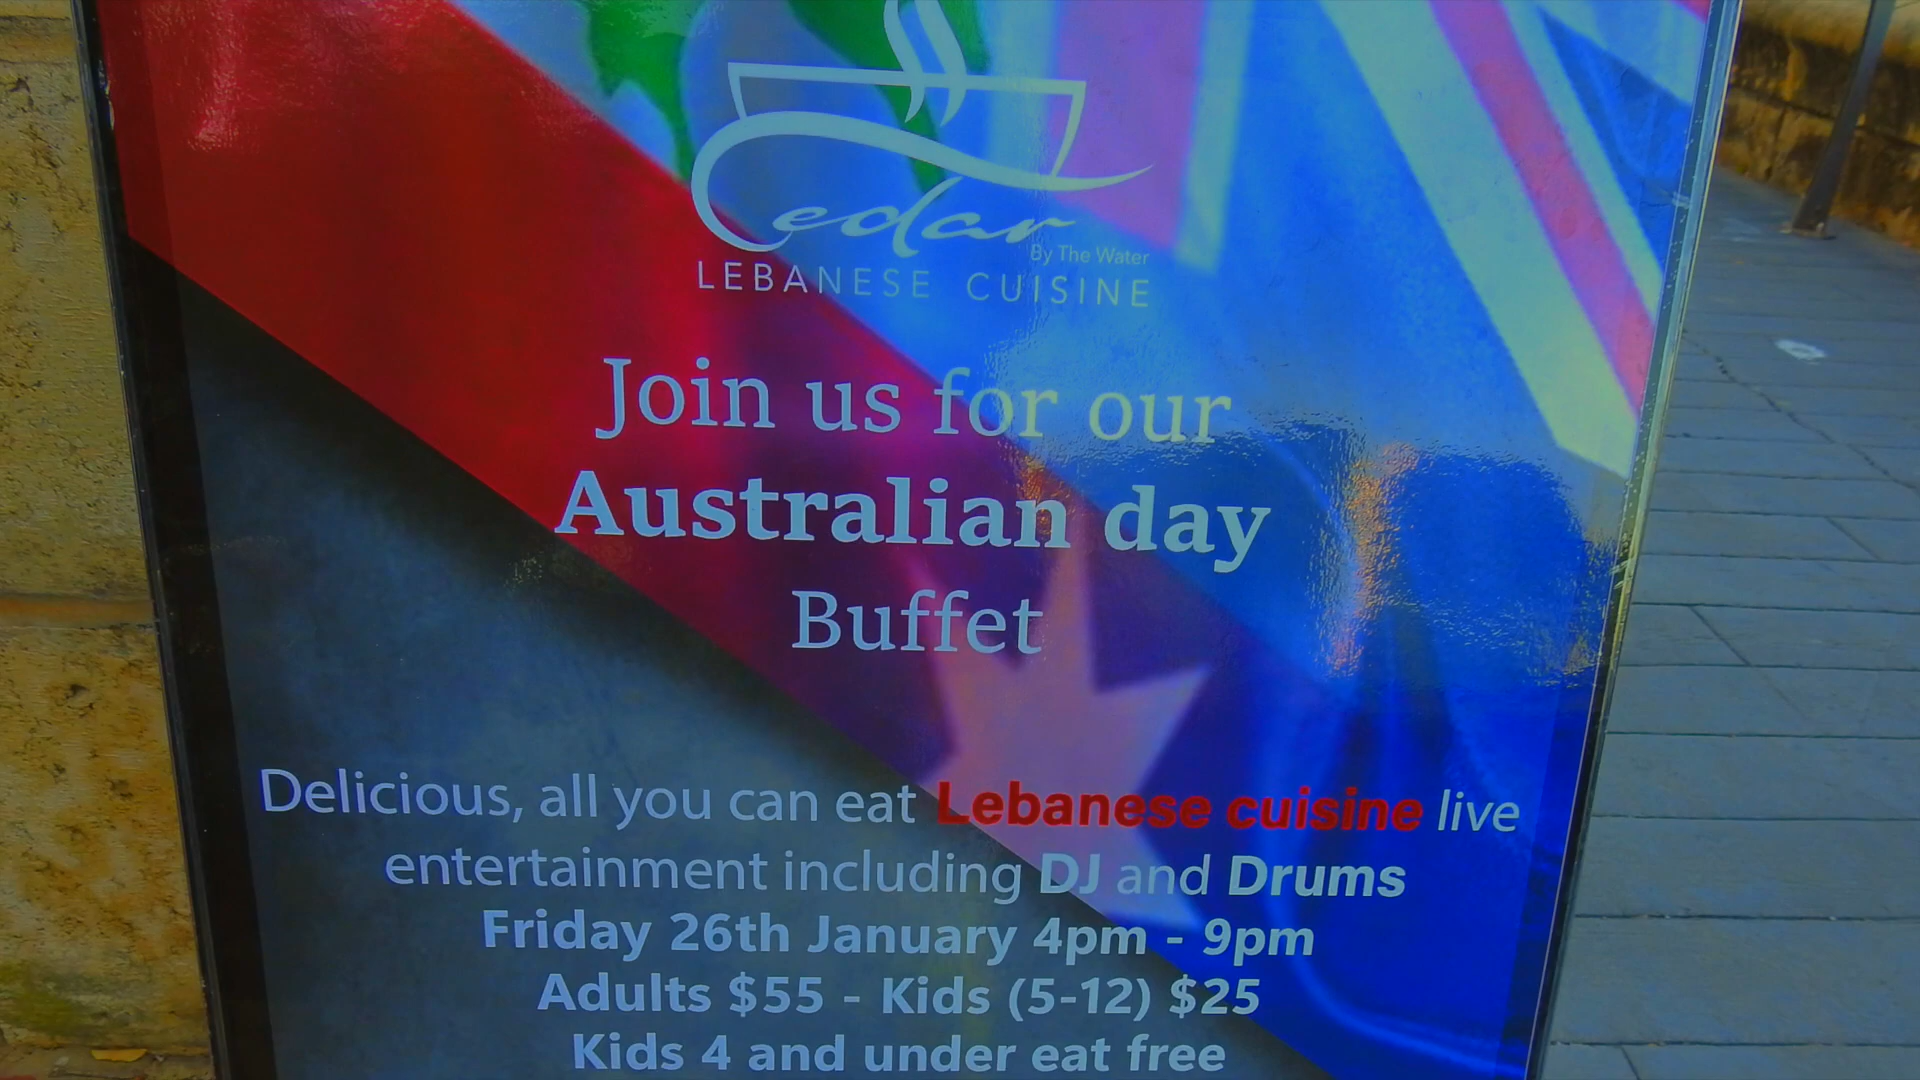 Cedar
By The Water
LEBANESE CUISINE
Join us for our
Australian day
Buffet
Delicious, all you can eat Lebanese cuisine live
entertainment including DJ and Drums
Friday 26th January 4pm - 9pm
Adults $55 - Kids (5-12) $25
Kids 4 and under eat free